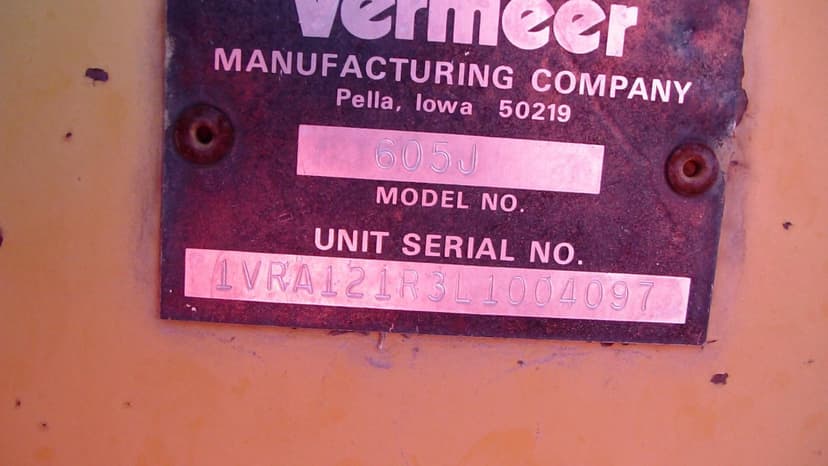 Vermeer
MANUFACTURING COMPANY
Pella, Iowa 50219
605J
MODEL NO.
UNIT SERIAL NO.
1VRA121R3L1004097